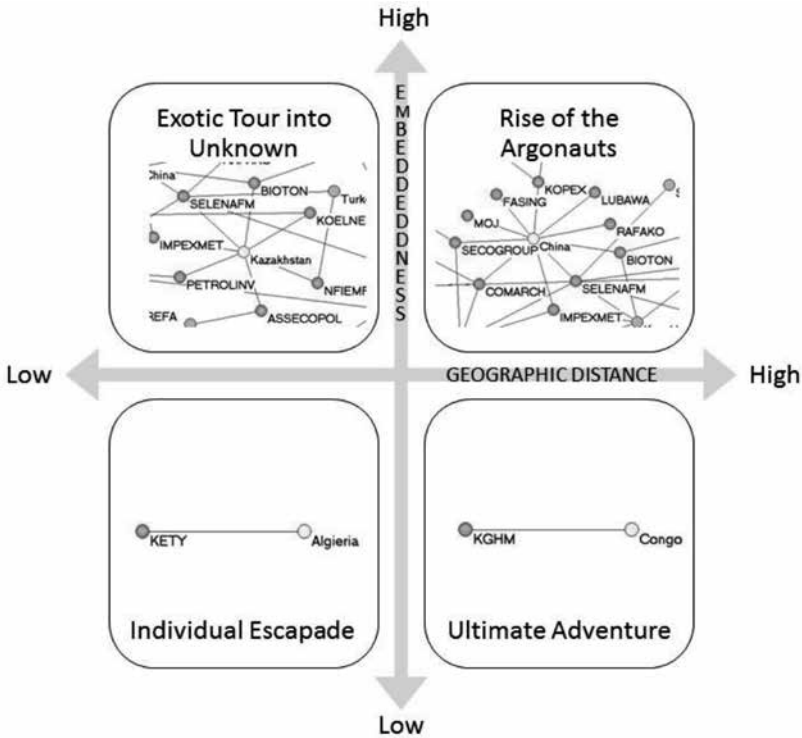 High
EMBEDDEDDNESS
Exotic Tour into
Unknown
China
BIOTON
Turk
SELENAFM
KOELNE
IMPEXMET
Kazakhstan
PETROLINV
NFIEMF
REFA
ASSECOPOL
Rise of the
Argonauts
KOPEX
FASING
LUBAWA
MOJ
RAFAKO
SECOGROUP
China
BIOTON
COMARCH
SELENAFM
IMPEXMET
Low
GEOGRAPHIC DISTANCE
High
KETY
Algieria
Individual Escapade
KGHM
Congo
Ultimate Adventure
Low